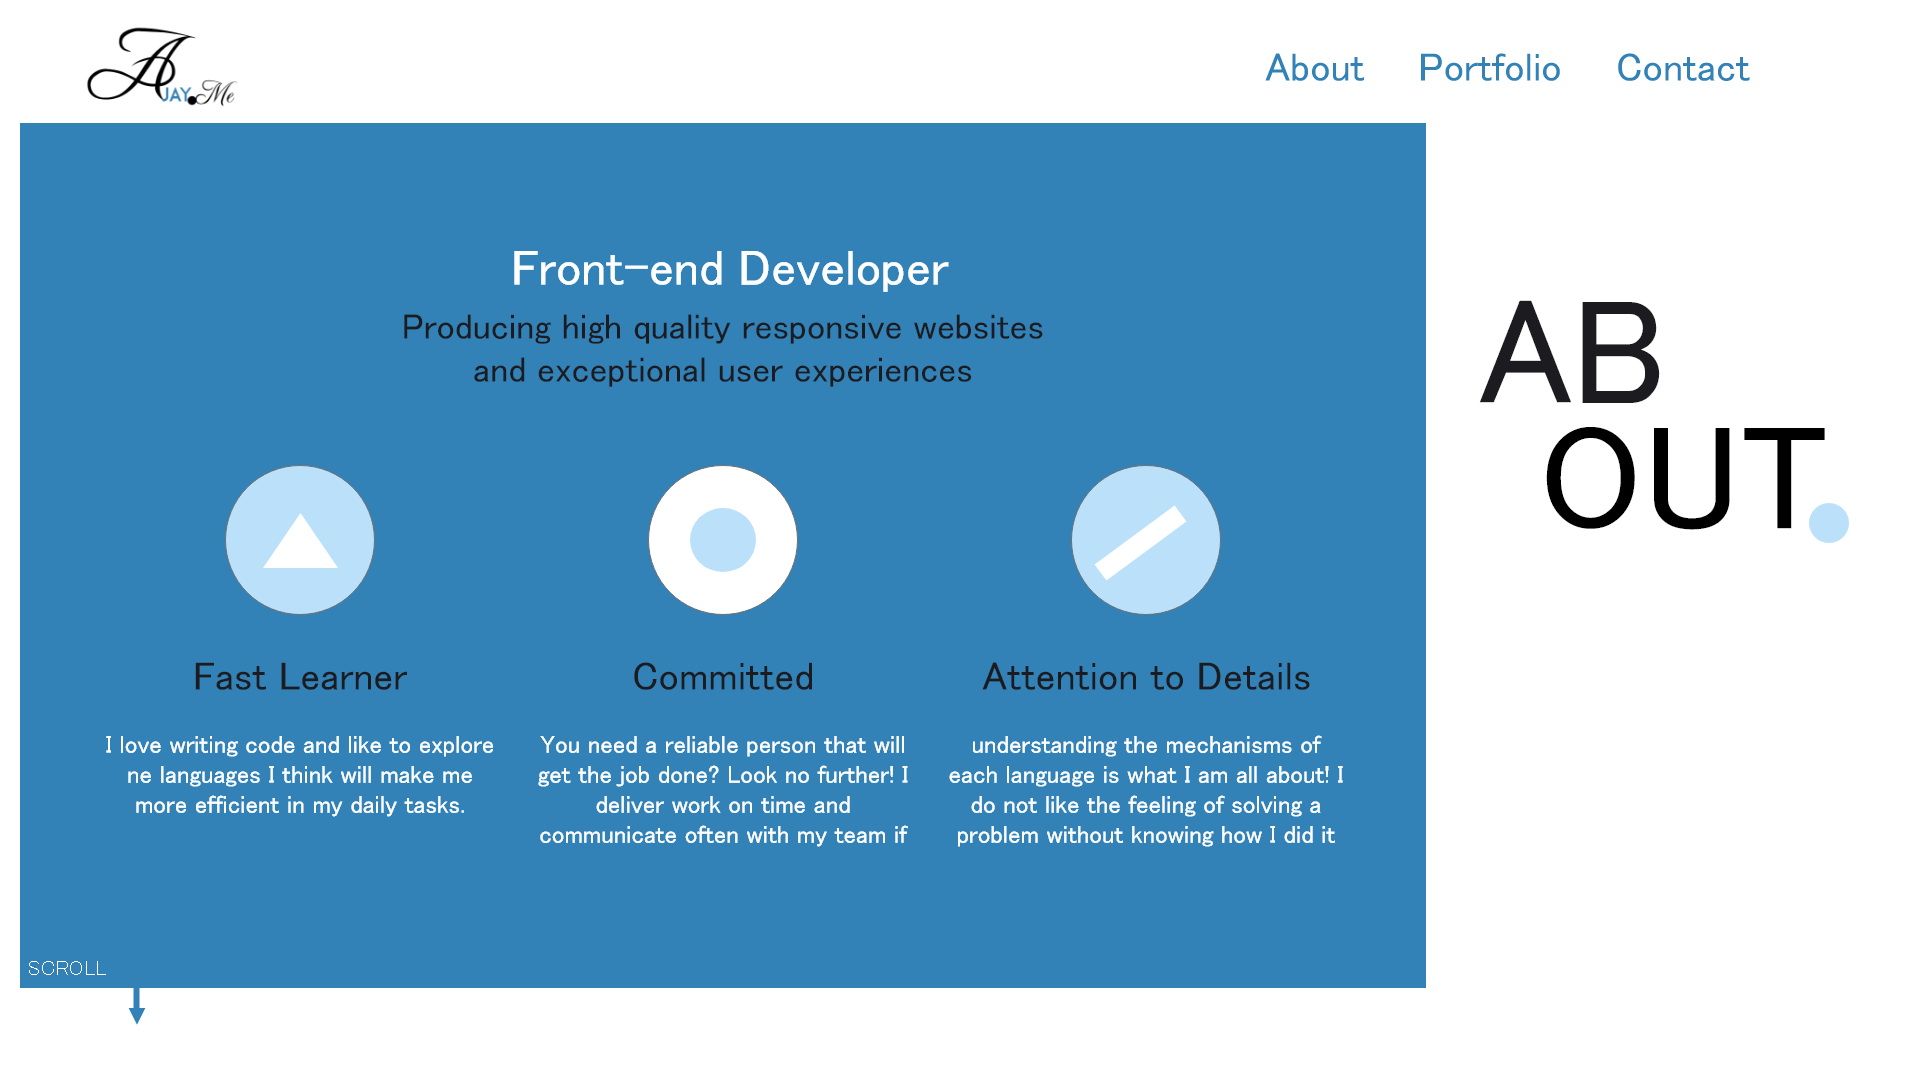 AJAY.Me
About Portfolio Contact
Front-end Developer
Producing high quality responsive websites
and exceptional user experiences
AB
OUT
Fast Learner
I love writing code and like to explore
ne languages I think will make me
more efficient in my daily tasks.
Committed
You need a reliable person that will
get the job done? Look no further! I
deliver work on time and
communicate often with my team if
Attention to Details
understanding the mechanisms of
each language is what I am all about! I
do not like the feeling of solving a
problem without knowing how I did it
SCROLL